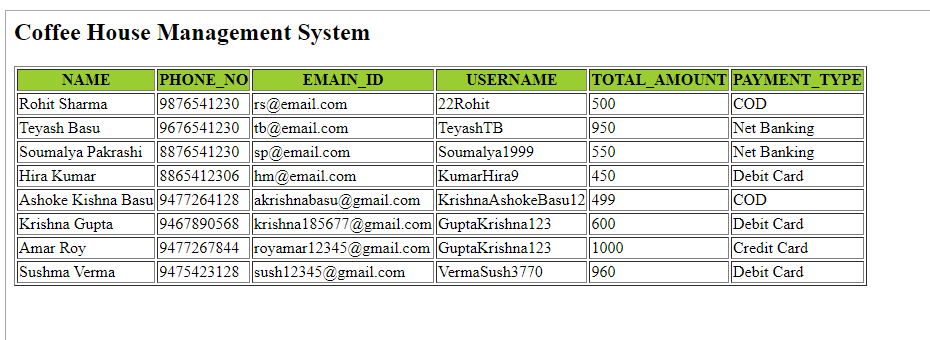 Coffee House Management System
NAME PHONE_NO EMAIN_ID USERNAME TOTAL_AMOUNT PAYMENT_TYPE
Rohit Sharma 9876541230 rs@email.com 22Rohit 500 COD
Teyash Basu 9676541230 tb@email.com TeyashTB 950 Net Banking
Soumalya Pakrashi 8876541230 sp@email.com Soumalya1999 550 Net Banking
Hira Kumar 8865412306 hm@email.com KumarHira9 450 Debit Card
Ashoke Kishna Basu 9477264128 akrishnabasu@gmail.com KrishnaAshokeBasu12 499 COD
Krishna Gupta 9467890568 krishna185677@gmail.com GuptaKrishna123 600 Debit Card
Amar Roy 9477267844 royamar12345@gmail.com GuptaKrishna123 1000 Credit Card
Sushma Verma 9475423128 sush12345@gmail.com VermaSush3770 960 Debit Card